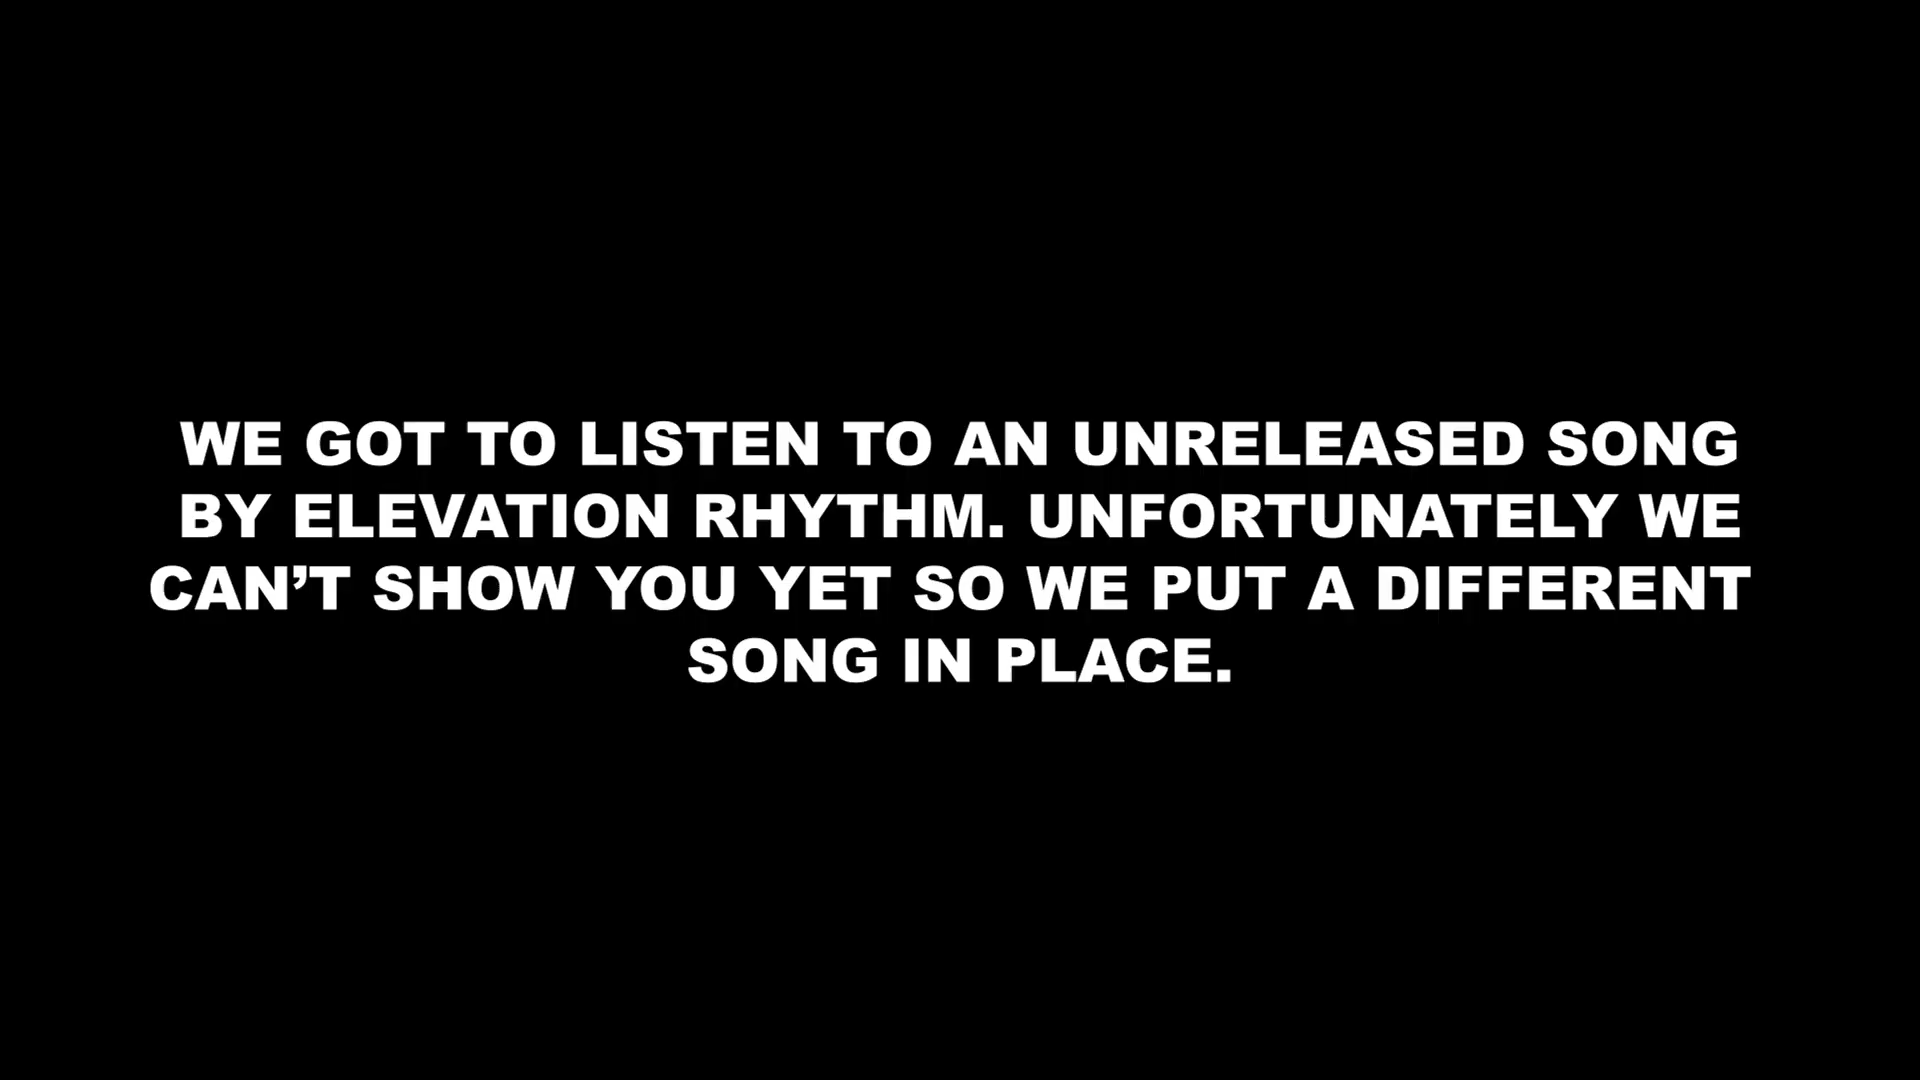 WE GOT TO LISTEN TO AN UNRELEASED SONG
BY ELEVATION RHYTHM. UNFORTUNATELY WE
CAN’T SHOW YOU YET SO WE PUT A DIFFERENT
SONG IN PLACE.